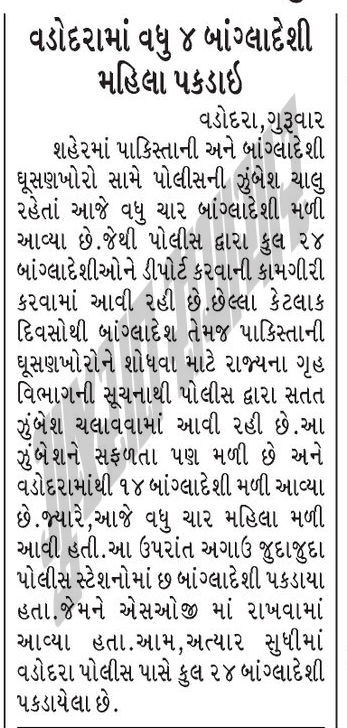 વડોદરામાં વધુ ૪ બાંગ્લાદેશી
મહિલા પકડાઇ
વડોદરા,ગુરૂવાર
શહેરમાં પાકિસ્તાની અને બાંગ્લાદેશી
ઘૂસણખોરો સામે પોલીસની ઝુંબેશ ચાલુ
રહેતાં આજે વધુ ચાર બાંગ્લાદેશી મળી
આવ્યા છે.જેથી પોલીસ દ્વારા કુલ ૨૪
બાંગ્લાદેશીઓને ડીપોર્ટ કરવાની કામગીરી
કરવામાં આવી રહી છે.છેલ્લા કેટલાક
દિવસોથી બાંગ્લાદેશ તેમજ પાકિસ્તાની
ઘૂસણખોરોને શોધવા માટે રાજ્યના ગૃહ
વિભાગની સૂચનાથી પોલીસ દ્વારા સતત
ઝુંબેશ ચલાવવામાં આવી રહી છે.આ
ઝુંબેશને સફળતા પણ મળી છે અને
વડોદરામાંથી ૧૪ બાંગ્લાદેશી મળી આવ્યા
છે.જ્યારે,આજે વધુ ચાર મહિલા મળી
આવી હતી.આ ઉપરાંત અગાઉ જુદાજુદા
પોલીસ સ્ટેશનોમાં છ બાંગ્લાદેશી પકડાયા
હતા.જેમને એસઓજી માં રાખવામાં
આવ્યા હતા.આમ,અત્યાર સુધીમાં
વડોદરા પોલીસ પાસે કુલ ૨૪ બાંગ્લાદેશી
પકડાયેલા છે.